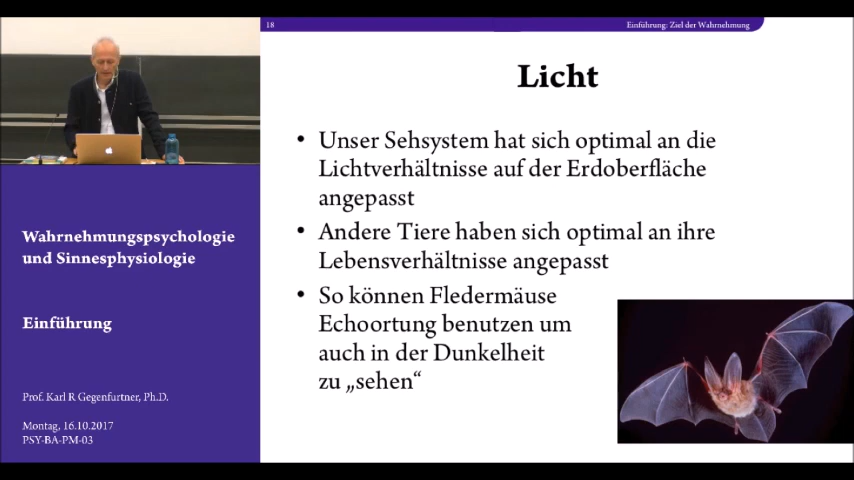 18
Einführung: Ziel der Wahrnehmung
Licht
• Unser Sehsystem hat sich optimal an die
Lichtverhältnisse auf der Erdoberfläche
angepasst
• Andere Tiere haben sich optimal an ihre
Lebensverhältnisse angepasst
• So können Fledermäuse
Echoortung benutzen um
auch in der Dunkelheit
zu „sehen“
Wahrnehmungspsychologie
und Sinnesphysiologie
Einführung
Prof. Karl R Gegenfurtner, Ph.D.
Montag, 16.10.2017
PSY-BA-PM-03